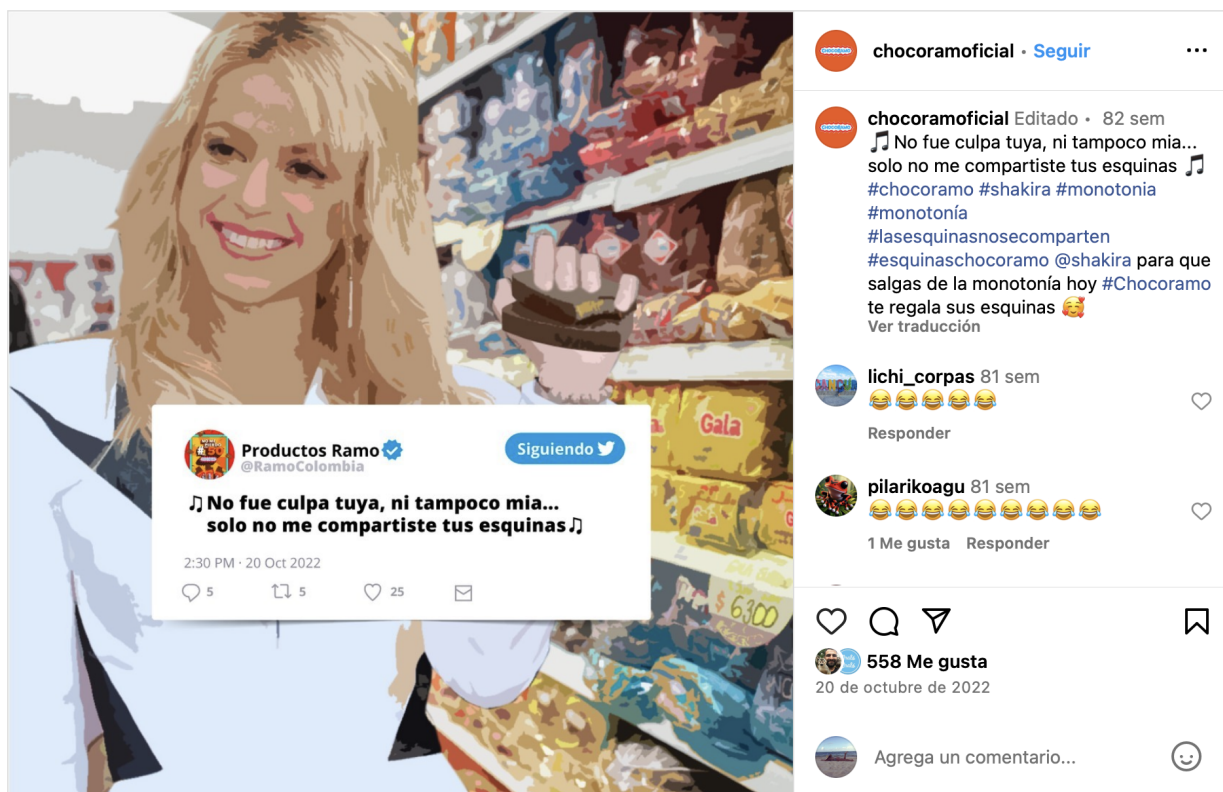 chocoramoficial • Seguir
chocoramoficial Editado • 82 sem
🎵No fue culpa tuya, ni tampoco mia...
solo no me compartiste tus esquinas 🎵
#chocoramo #shakira #monotonia
#monotonía
#lasesquinasnosecomparten
#esquinaschocoramo @shakira para que
salgas de la monotonía hoy #Chocoramo
te regala sus esquinas 🥰
Ver traducción
lichi_corpas 81 sem
😂😂😂😂😂
Responder
pilarikoagu 81 sem
😂😂😂😂😂😂😂😂😂
1 Me gusta Responder
558 Me gusta
20 de octubre de 2022
Agrega un comentario...
Gala
$6300
Productos Ramo
@RamoColombia
Siguiendo
♫No fue culpa tuya, ni tampoco mia...
solo no me compartiste tus esquinas♫
2:30 PM · 20 Oct 2022
5 5 25